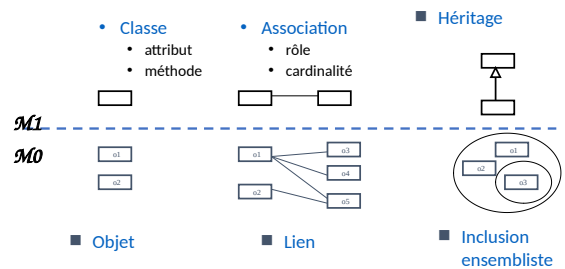 Classe
attribut
méthode
Association
rôle
cardinalité
Héritage
M1
M0
o1
o2
o1
o2
o3
o4
o5
o1
o2
o3
Objet
Lien
Inclusion
ensembliste